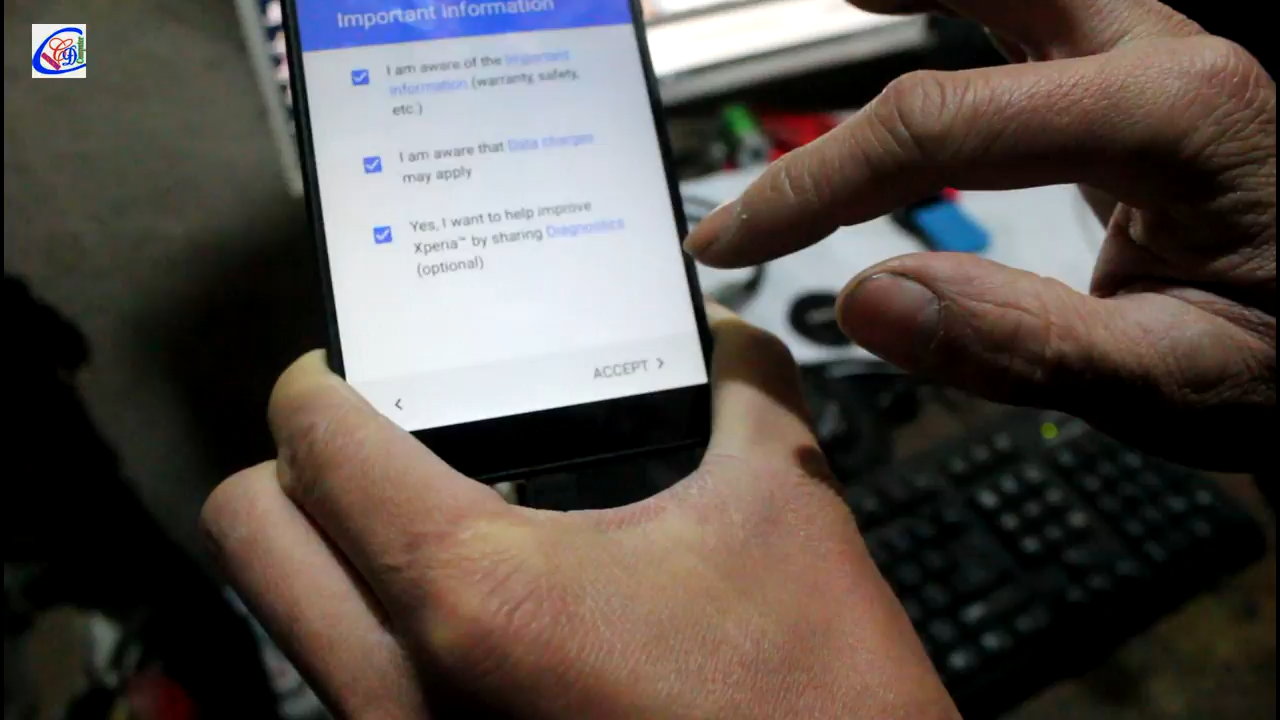 Important Information
I am aware of the Important
Information (warranty, safety,
etc.)
I am aware that Data charges
may apply
Yes, I want to help improve
Xperia™ by sharing Diagnostics
(optional)
ACCEPT